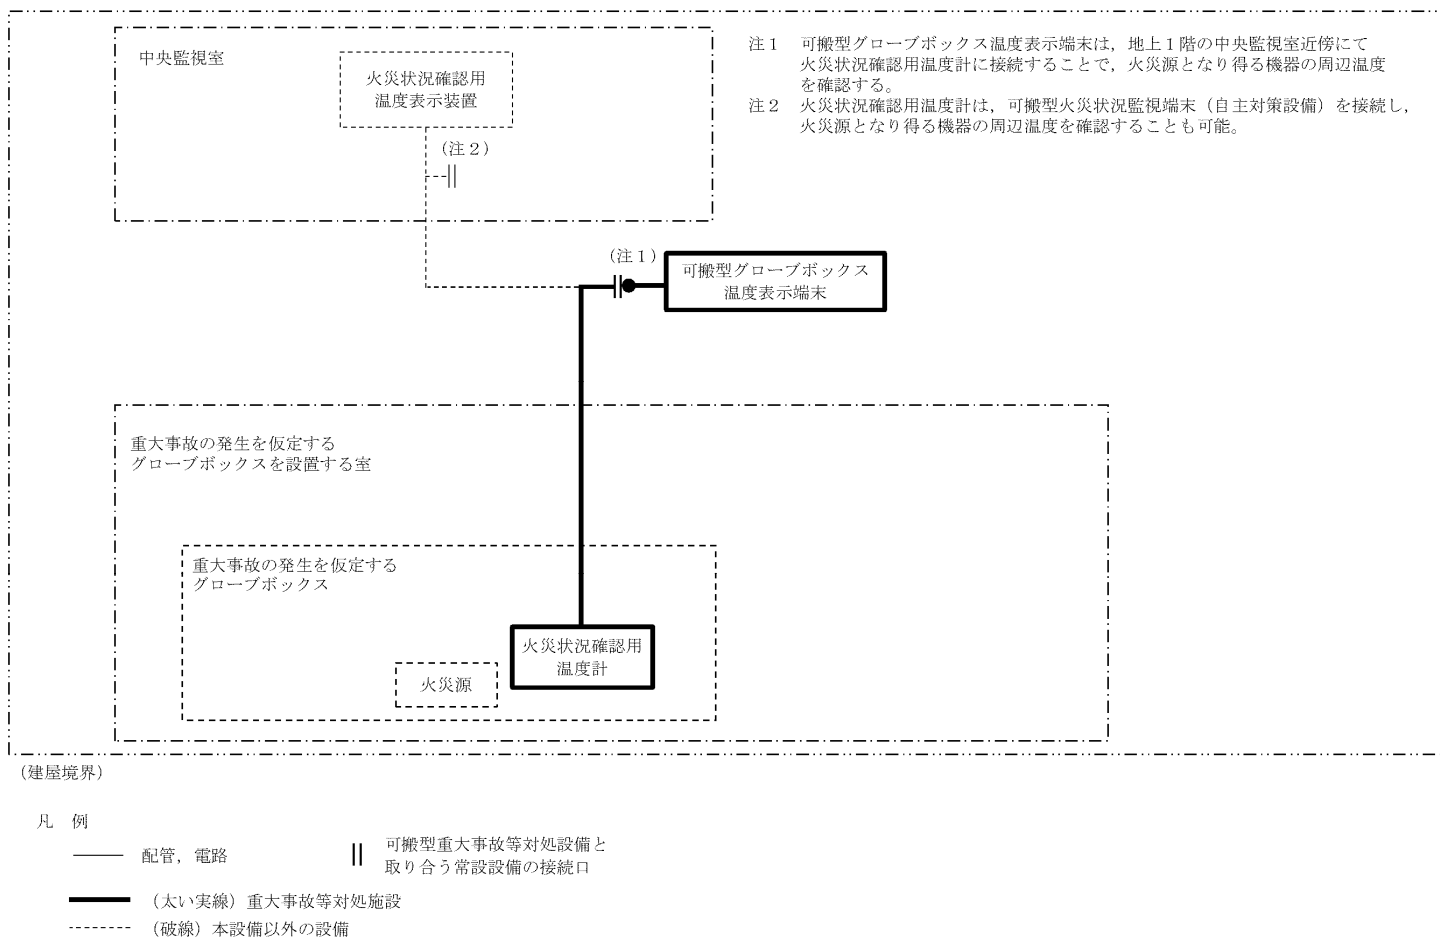 中央監視室
火災状況確認用
温度表示装置
(注2)
注1 可搬型グローブボックス温度表示端末は，地上1階の中央監視室近傍にて
火災状況確認用温度計に接続することで，火災源となり得る機器の周辺温度
を確認する。
注2 火災状況確認用温度計は，可搬型火災状況監視端末（自主対策設備）を接続し，
火災源となり得る機器の周辺温度を確認することも可能。
(注1)
可搬型グローブボックス
温度表示端末
重大事故の発生を仮定する
グローブボックスを設置する室
重大事故の発生を仮定する
グローブボックス
火災状況確認用
温度計
火災源
(建屋境界)
凡 例
配管，電路
可搬型重大事故等対処設備と
取り合う常設設備の接続口
（太い実線）重大事故等対処施設
（破線）本設備以外の設備